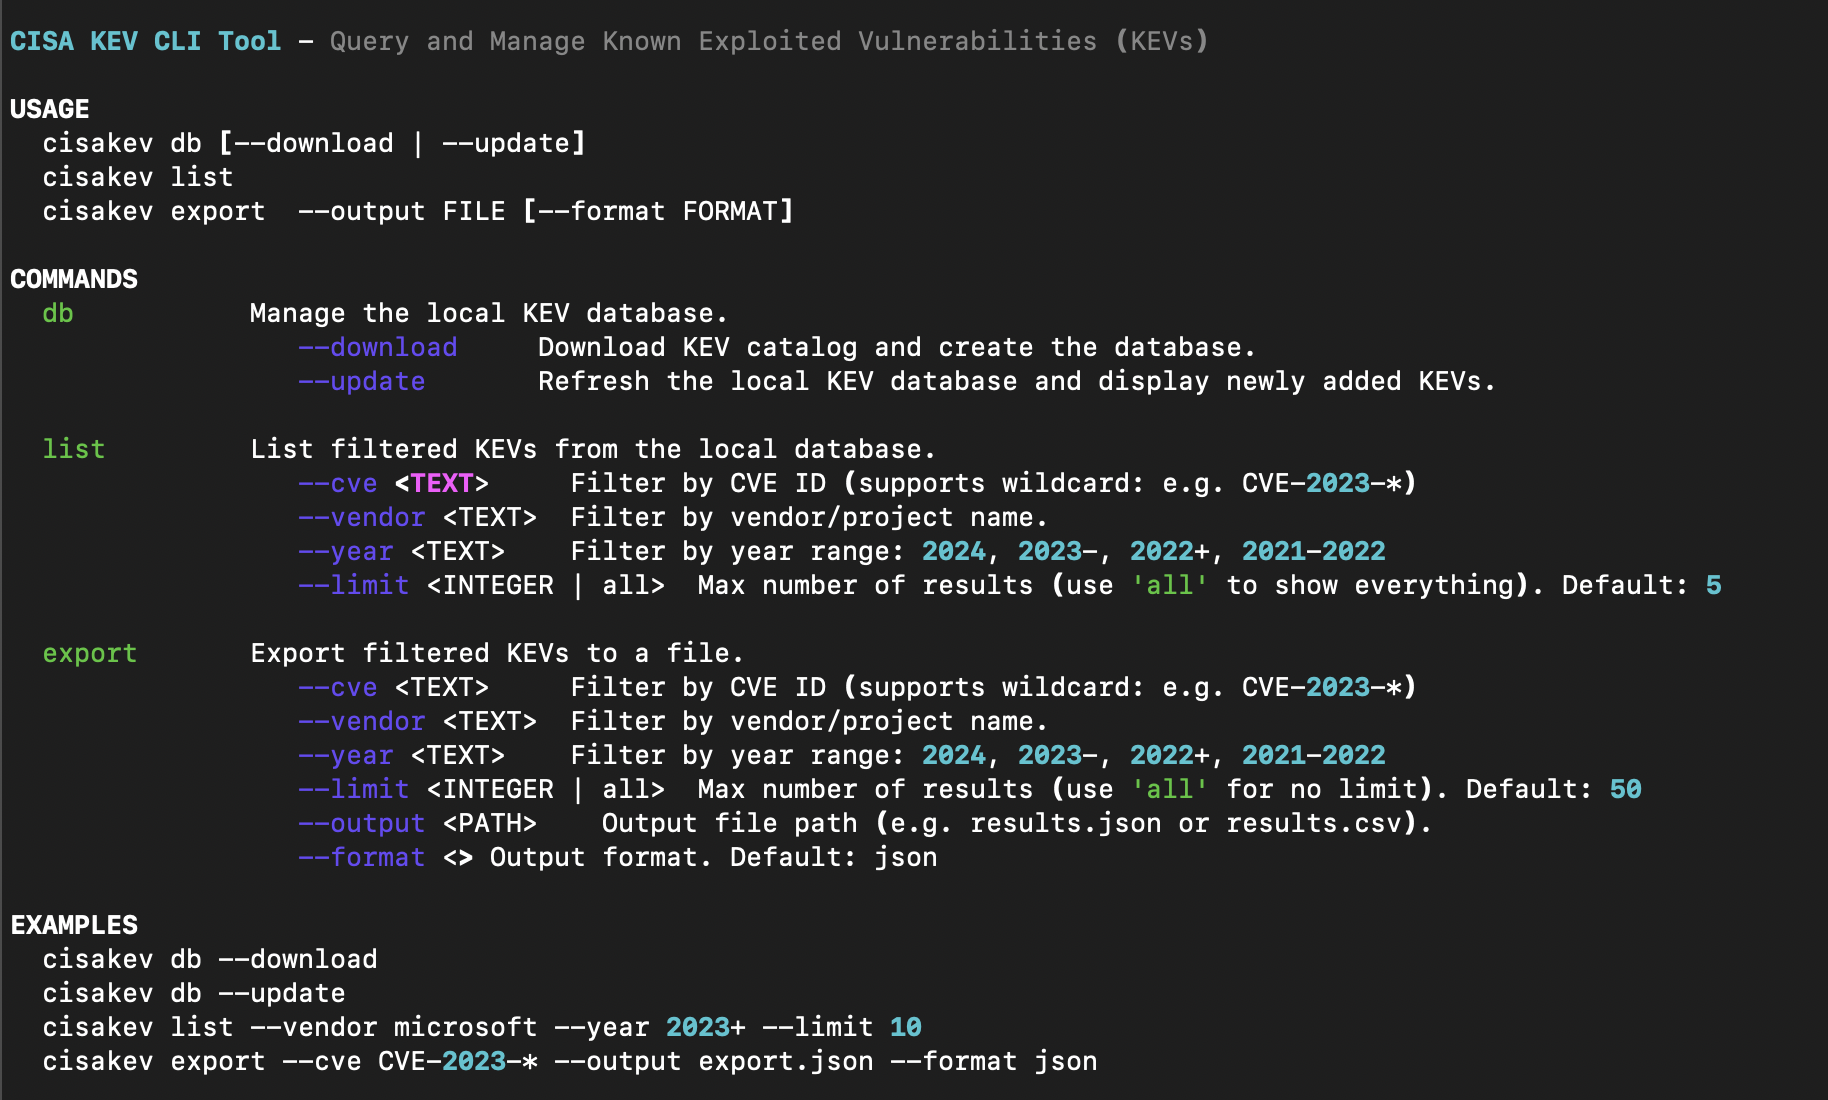 CISA KEV CLI Tool – Query and Manage Known Exploited Vulnerabilities (KEVs)
USAGE
cisakev db [--download | --update]
cisakev list
cisakev export  --output FILE [--format FORMAT]
COMMANDS
db Manage the local KEV database.
--download Download KEV catalog and create the database.
--update Refresh the local KEV database and display newly added KEVs.
list List filtered KEVs from the local database.
--cve <TEXT> Filter by CVE ID (supports wildcard: e.g. CVE-2023-*)
--vendor <TEXT> Filter by vendor/project name.
--year <TEXT> Filter by year range: 2024, 2023-, 2022+, 2021-2022
--limit <INTEGER | all> Max number of results (use 'all' to show everything). Default: 5
export Export filtered KEVs to a file.
--cve <TEXT> Filter by CVE ID (supports wildcard: e.g. CVE-2023-*)
--vendor <TEXT> Filter by vendor/project name.
--year <TEXT> Filter by year range: 2024, 2023-, 2022+, 2021-2022
--limit <INTEGER | all> Max number of results (use 'all' for no limit). Default: 50
--output <PATH> Output file path (e.g. results.json or results.csv).
--format <> Output format. Default: json
EXAMPLES
cisakev db --download
cisakev db --update
cisakev list --vendor microsoft --year 2023+ --limit 10
cisakev export --cve CVE-2023-* --output export.json --format json